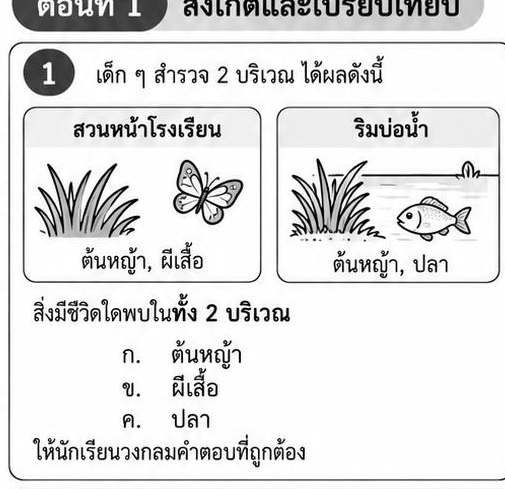 ตอนที่ 1 สังเกตและเปรียบเทียบ
1 เด็ก ๆ สำรวจ 2 บริเวณ ได้ผลดังนี้
สวนหน้าโรงเรียน
ต้นหญ้า, ผีเสื้อ
ริมบ่อน้ำ
ต้นหญ้า, ปลา
สิ่งมีชีวิตใดพบในทั้ง 2 บริเวณ
ก. ต้นหญ้า
ข. ผีเสื้อ
ค. ปลา
ให้นักเรียนวงกลมคำตอบที่ถูกต้อง